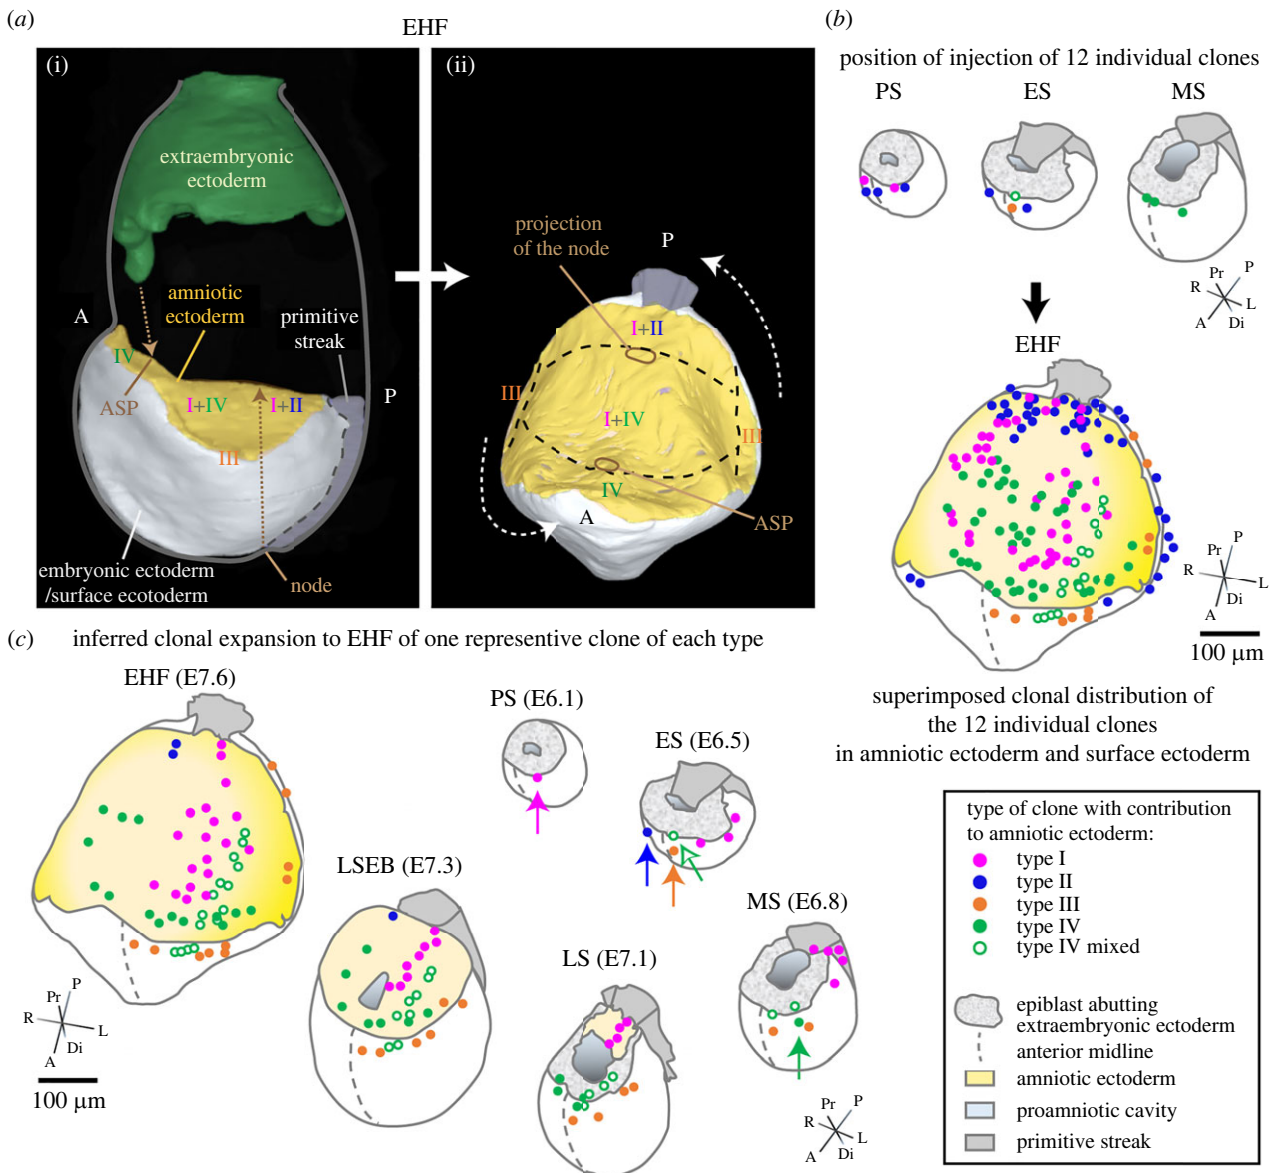 (a)
EHF
(i)
extraembryonic
ectoderm
amniotic
ectoderm
primitive
streak
A
P
IV
ASP
I+IV
I+II
III
embryonic ectoderm
/surface ecotoderm
node
(ii)
projection
of the node
P
I+II
III
I+IV
III
IV
A
ASP
(b)
position of injection of 12 individual clones
PS
ES
MS
Pr
P
R
L
A
Di
EHF
Pr
P
R
L
A
Di
100 μm
superimposed clonal distribution of
the 12 individual clones
in amniotic ectoderm and surface ectoderm
(c)
inferred clonal expansion to EHF of one representive clone of each type
EHF (E7.6)
PS (E6.1)
ES (E6.5)
LSEB (E7.3)
MS (E6.8)
LS (E7.1)
Pr
P
R
L
A
Di
100 μm
Pr
P
R
L
A
Di
type of clone with contribution
to amniotic ectoderm:
type I
type II
type III
type IV
type IV mixed
epiblast abutting
extraembryonic ectoderm
anterior midline
amniotic ectoderm
proamniotic cavity
primitive streak